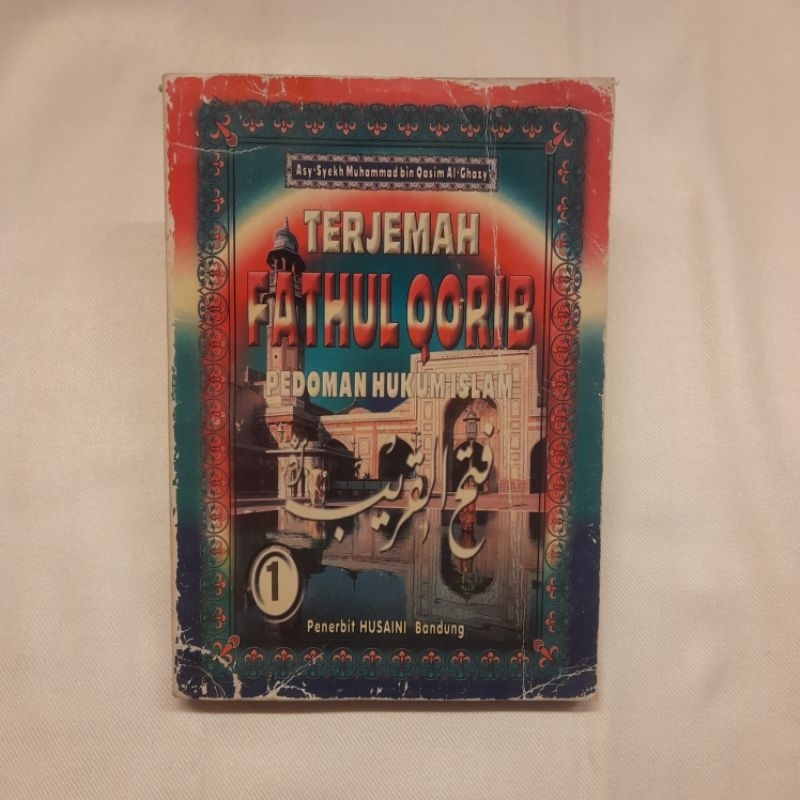 Asy-Syekh Muhammad bin Qasim Al-Ghazy
TERJEMAH
FATHUL QORIB
PEDOMAN HUKUM ISLAM
فتح القريب
1
Penerbit HUSAINI Bandung